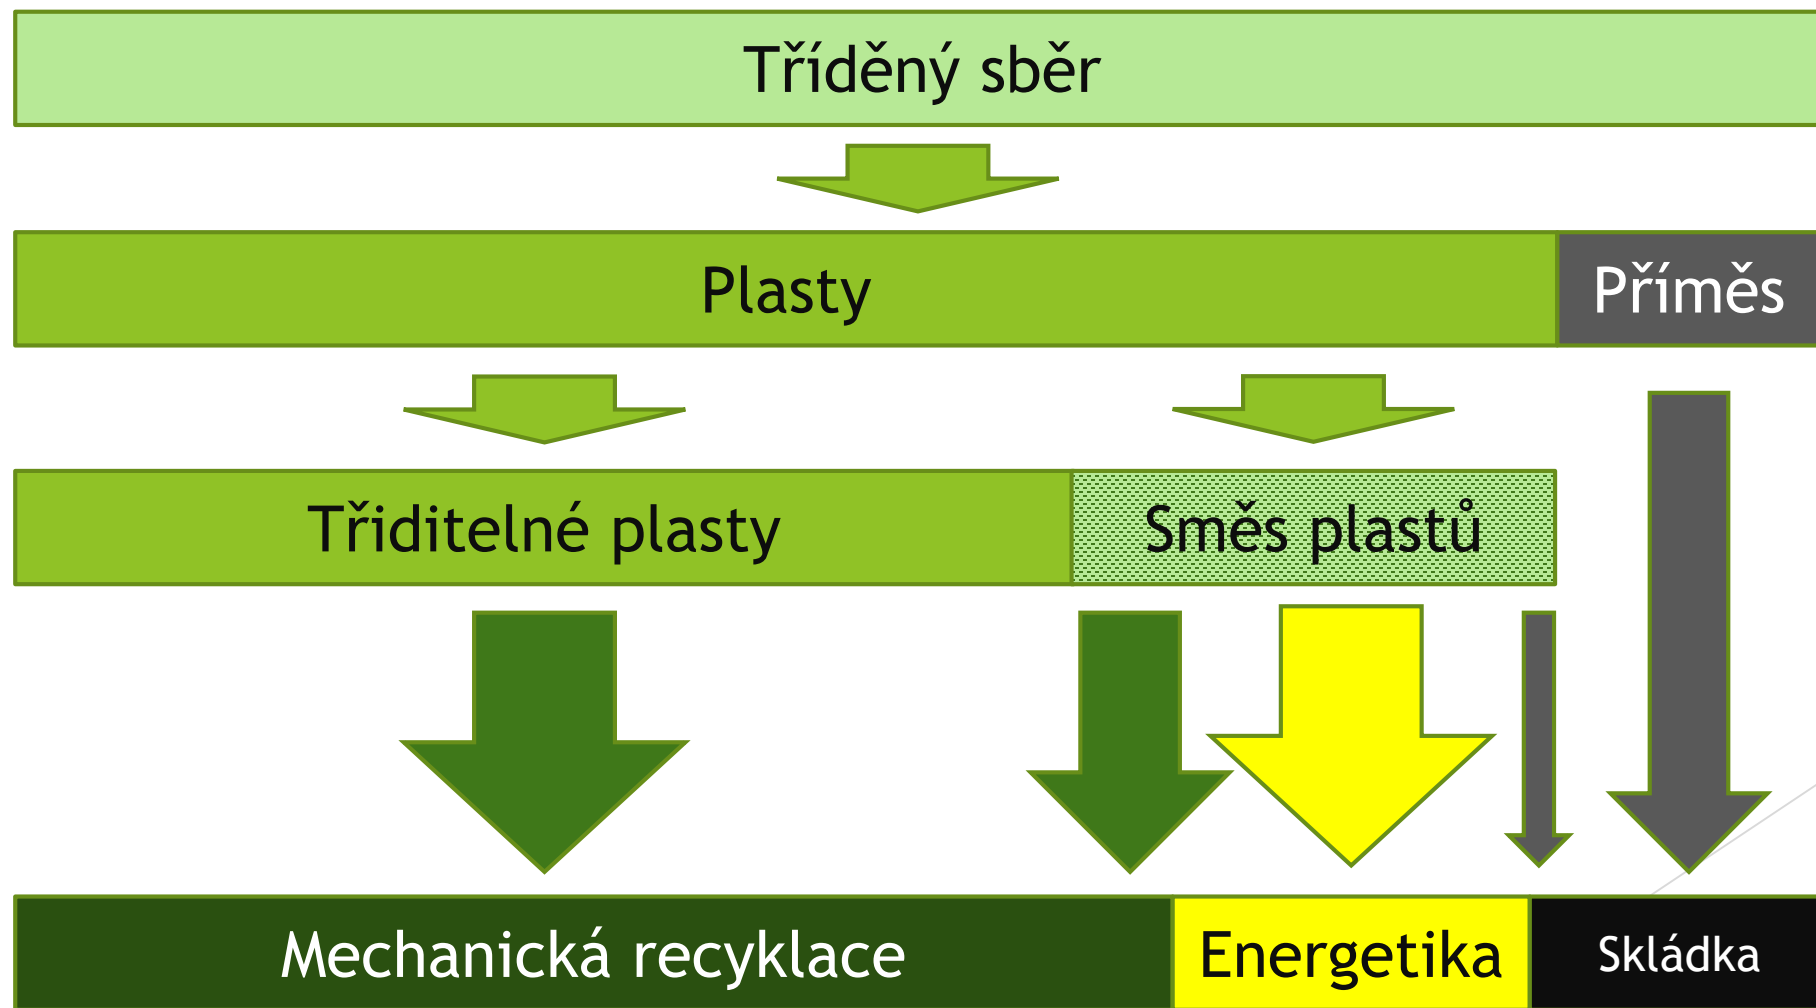 Tříděný sběr
Plasty
Příměs
Třiditelné plasty
Směs plastů
Mechanická recyklace
Energetika
Skládka